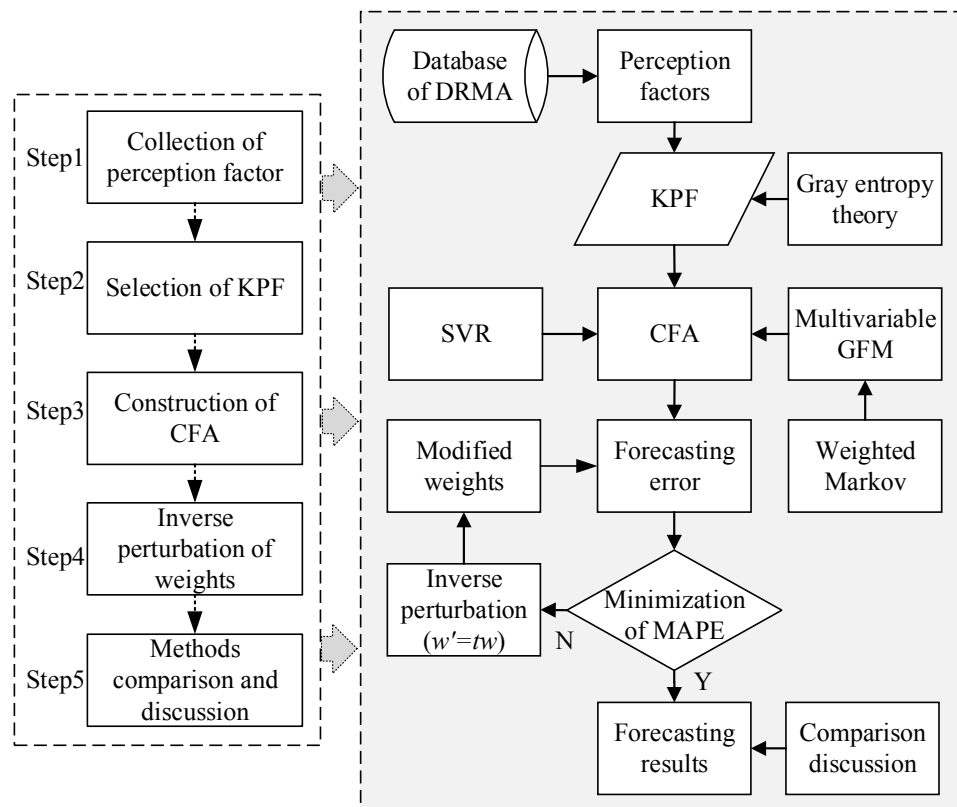 Step1
Collection of
perception factor
Step2
Selection of KPF
Step3
Construction of
CFA
Step4
Inverse
perturbation of
weights
Step5
Methods
comparison and
discussion
Database
of DRMA
Perception
factors
KPF
Gray entropy
theory
SVR
CFA
Multivariable
GFM
Modified
weights
Forecasting
error
Weighted
Markov
Inverse
perturbation
(w'=tw)
N
Minimization
of MAPE
Y
Forecasting
results
Comparison
discussion